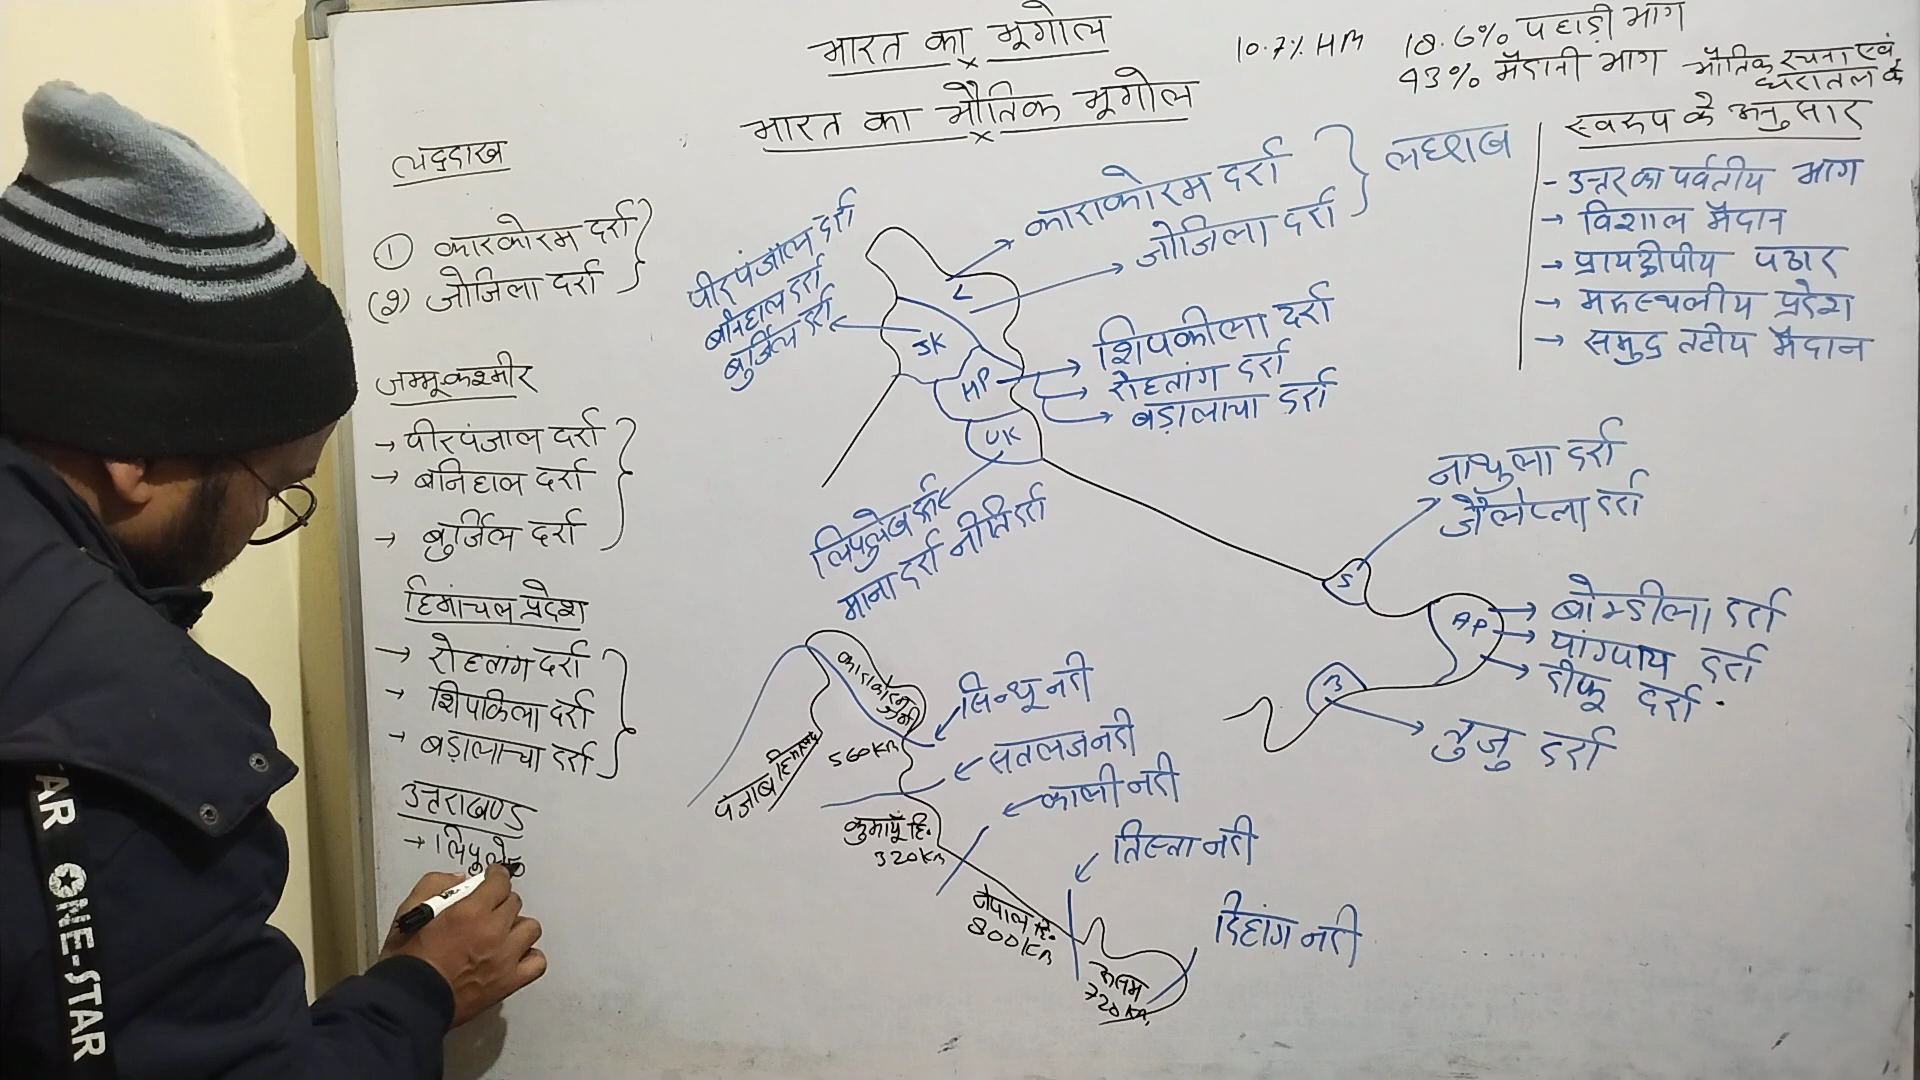 भारत का भूगोल
भारत का भौतिक भूगोल
10.7% HM
18.6% पहाड़ी भाग
43% मैदानी भाग
भौतिक रचना एवं
धरातल के
स्वरुप के अनुसार
- उत्तर का पर्वतीय भाग
→ विशाल मैदान
→ प्रायद्वीपीय पठार
→ मरुस्थलीय प्रदेश
→ समुद्र तटीय मैदान
लद्दाख
① काराकोरम दर्रा
(२) जोजिला दर्रा
जम्मू-कश्मीर
→ पीरपंजाल दर्रा
→ बनिहाल दर्रा
→ बुर्जिल दर्रा
हिमांचल प्रदेश
→ रोहतांग दर्रा
→ शिपकिला दर्रा
→ बड़ालाचा दर्रा
उत्तराखण्ड
→ लिपुले
काराकोरम दर्रा
जोजिला दर्रा
पीरपंजाल दर्रा
बनिहाल दर्रा
बुर्जिल दर्रा
L
JK
HP
UK
शिपकीला दर्रा
रोहतांग दर्रा
बड़ालाचा दर्रा
लिपुलेख दर्रा
माना दर्रा नीति दर्रा
नाथुला दर्रा
जैलेप्ला दर्रा
S
AP
बोमडीला दर्रा
यांग्याय दर्रा
दीफू दर्रा
तुजु दर्रा
सिन्धु नदी
सतलज नदी
काली नदी
तिस्ता नदी
दिहांग नदी
पंजाब
560Km
कुमायूँ हि॰
320Km
नेपाल हि॰
800Km
असम
720Km
STAR ONE-STAR